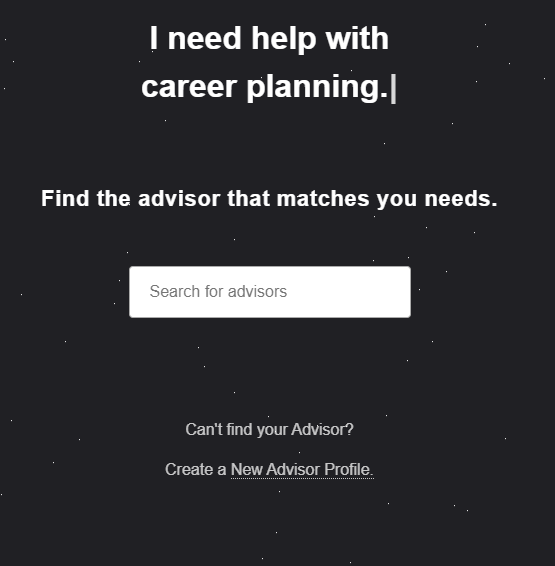 I need help with
career planning.|
Find the advisor that matches you needs.
Search for advisors
Can't find your Advisor?
Create a New Advisor Profile.